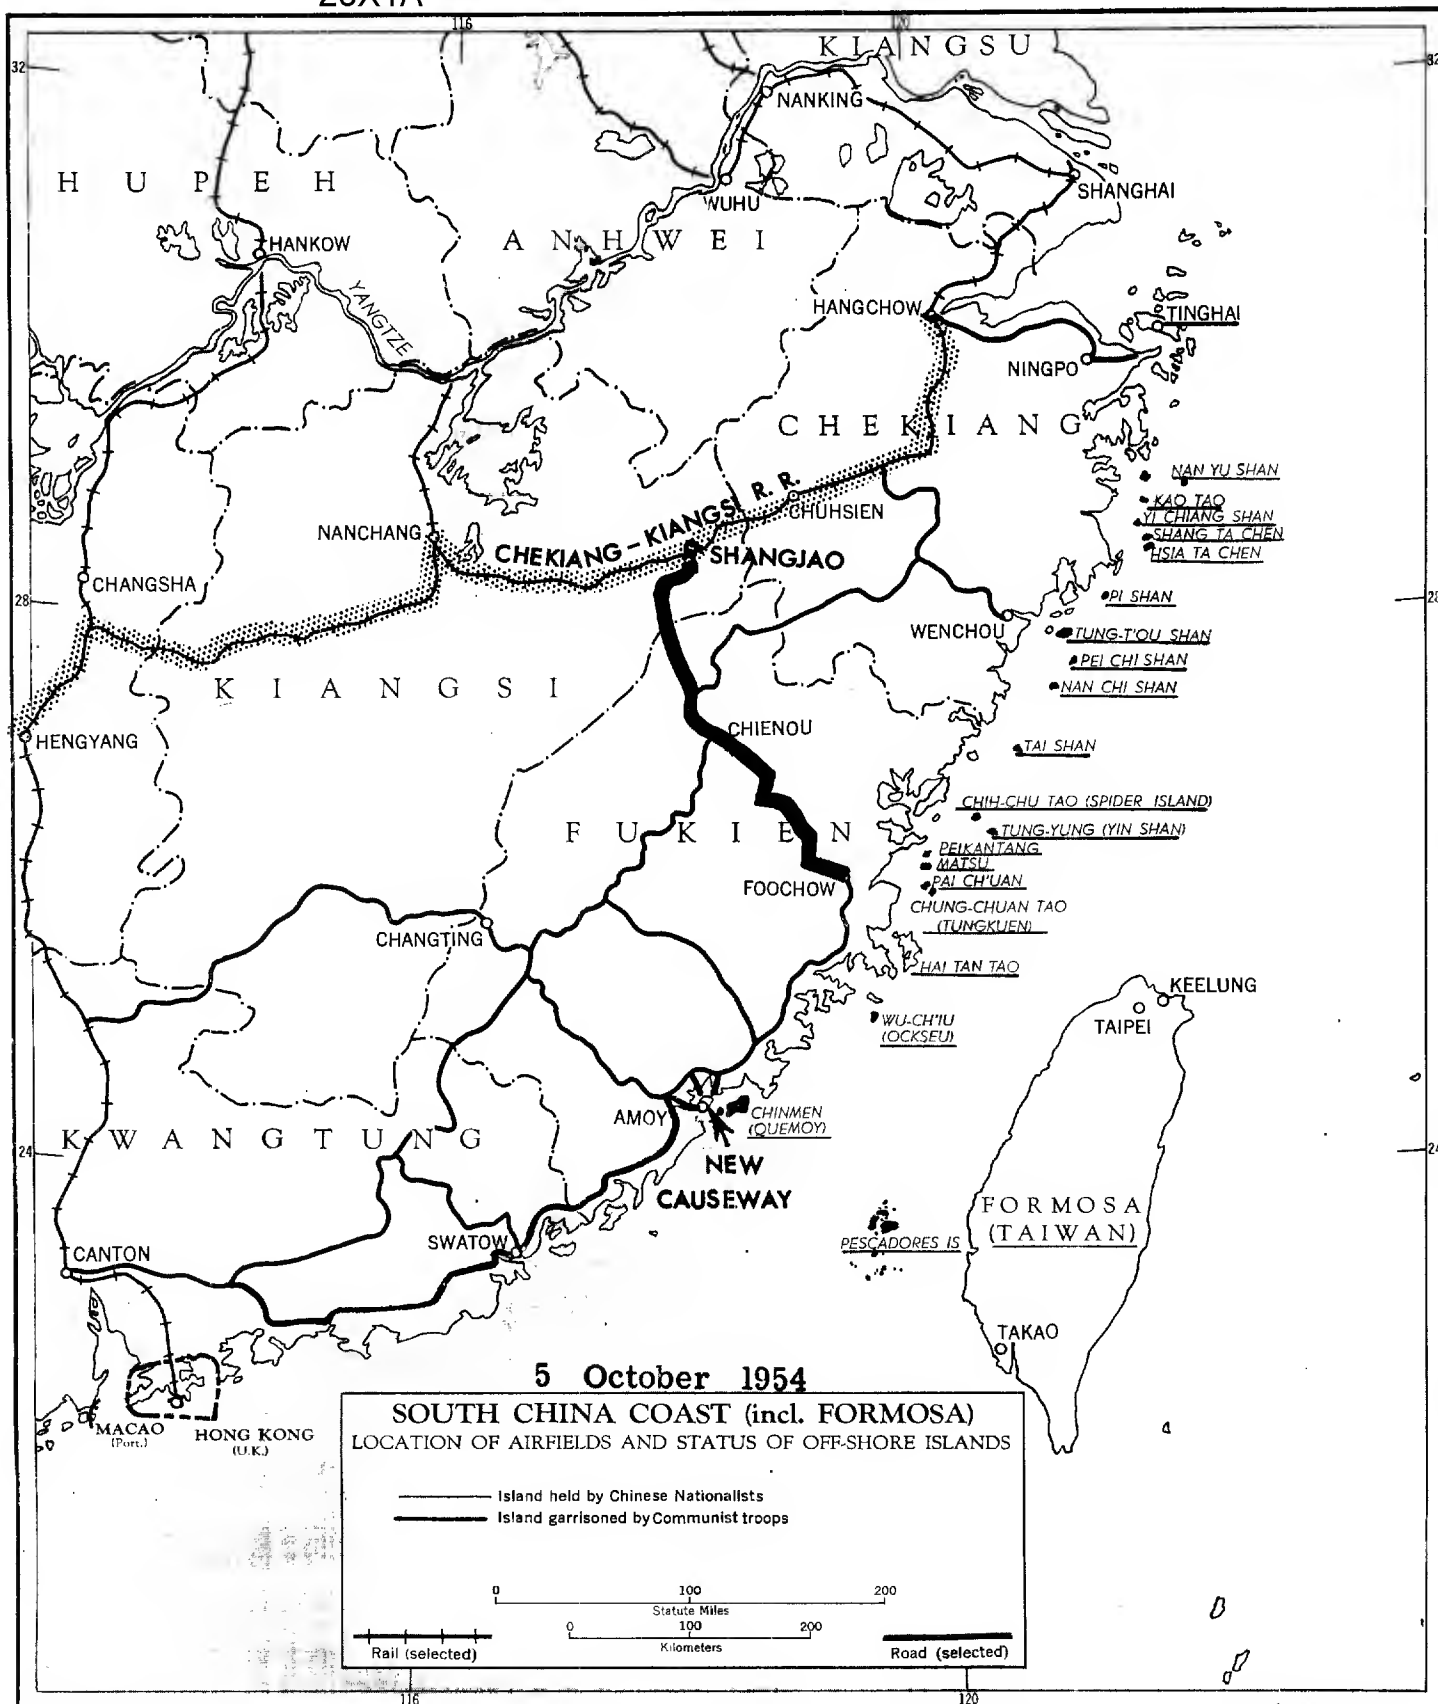 116
120
32
32
KIANGSU
NANKING
SHANGHAI
HUPEH
WUHU
HANKOW
ANHWEI
YANGTZE
HANGCHOW
TINGHAI
NINGPO
CHEKIANG
NAN YU SHAN
KAO TAO
YI CHIANG SHAN
SHANG TA CHEN
HSIA TA CHEN
CHUHSIEN
NANCHANG
CHEKIANG – KIANGSI R. R.
SHANGJAO
CHANGSHA
28
28
PI SHAN
WENCHOU
TUNG-T'OU SHAN
PEI CHI SHAN
NAN CHI SHAN
KIANGSI
HENGYANG
CHIENOU
TAI SHAN
CHIH-CHU TAO (SPIDER ISLAND)
TUNG-YUNG (YIN SHAN)
FUKIEN
PEIKANTANG
MATSU
PAI CH'UAN
FOOCHOW
CHUNG-CHUAN TAO
(TUNGKUEN)
CHANGTING
HAI TAN TAO
KEELUNG
TAIPEI
WU-CH'IU
(OCKSEU)
AMOY
CHINMEN
(QUEMOY)
KWANGTUNG
24
24
NEW
CAUSEWAY
FORMOSA
(TAIWAN)
PESCADORES IS
SWATOW
CANTON
TAKAO
MACAO
(Port.)
HONG KONG
(U.K.)
5 October 1954
SOUTH CHINA COAST (incl. FORMOSA)
LOCATION OF AIRFIELDS AND STATUS OF OFF-SHORE ISLANDS
Island held by Chinese Nationalists
Island garrisoned by Communist troops
0 100 200
Statute Miles
0 100 200
Kilometers
Rail (selected)
Road (selected)
116
120